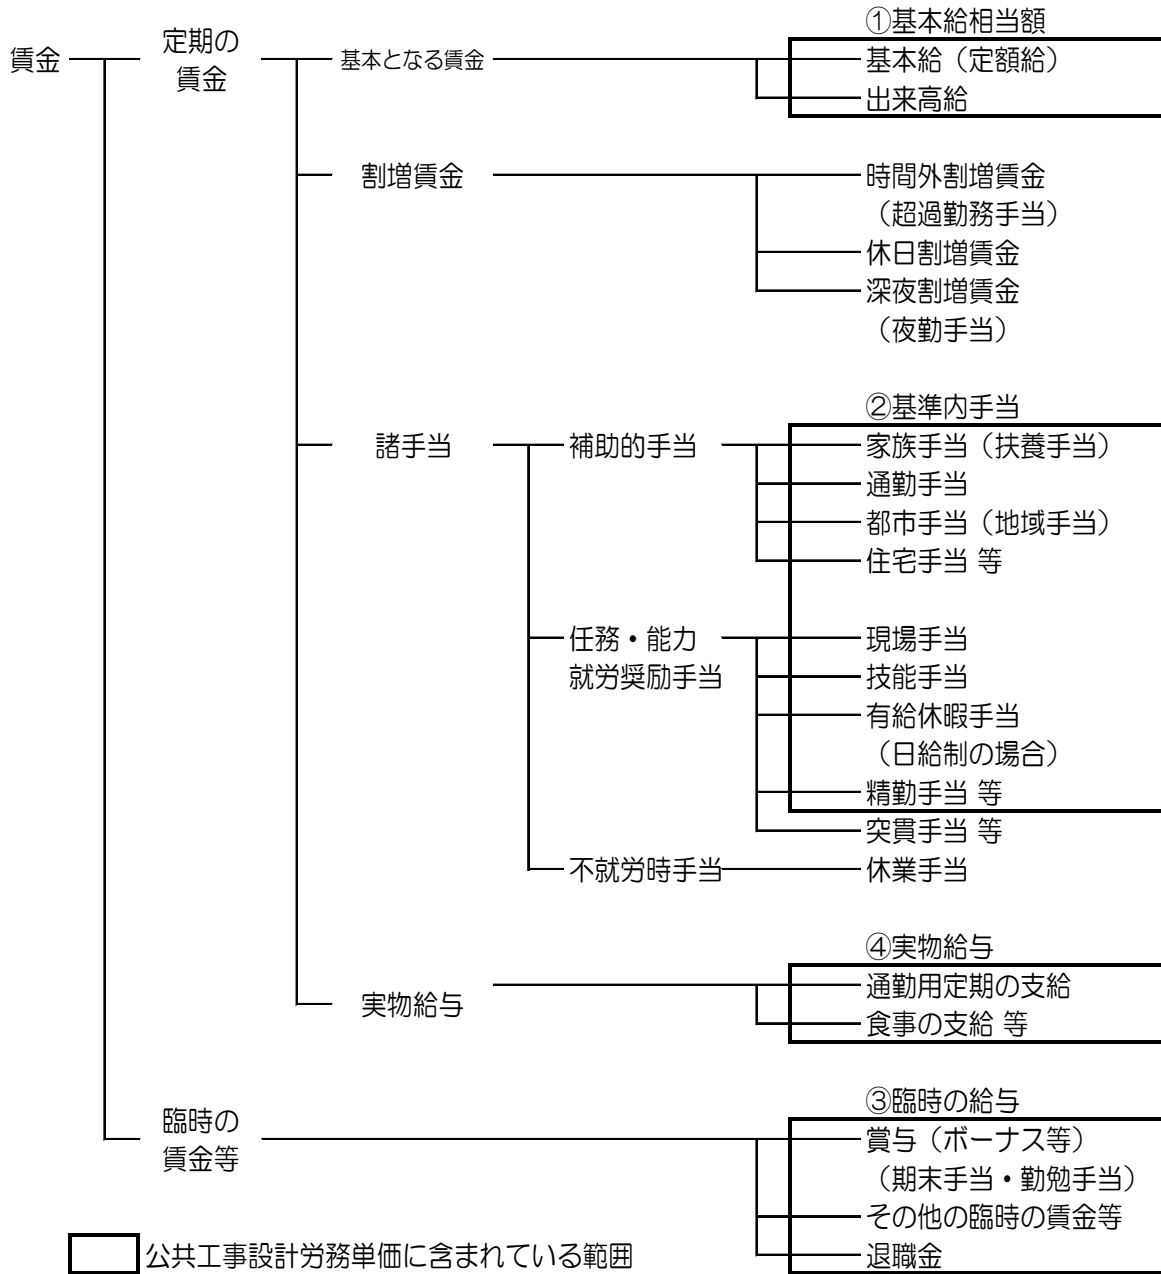 ①基本給相当額
賃金
定期の
賃金
基本となる賃金
基本給（定額給）
出来高給
割増賃金
時間外割増賃金
（超過勤務手当）
休日割増賃金
深夜割増賃金
（夜勤手当）
②基準内手当
諸手当
補助的手当
家族手当（扶養手当）
通勤手当
都市手当（地域手当）
住宅手当 等
任務・能力
就労奨励手当
現場手当
技能手当
有給休暇手当
（日給制の場合）
精勤手当 等
突貫手当 等
不就労時手当
休業手当
④実物給与
実物給与
通勤用定期の支給
食事の支給 等
③臨時の給与
臨時の
賃金等
賞与（ボーナス等）
（期末手当・勤勉手当）
その他の臨時の賃金等
退職金
公共工事設計労務単価に含まれている範囲